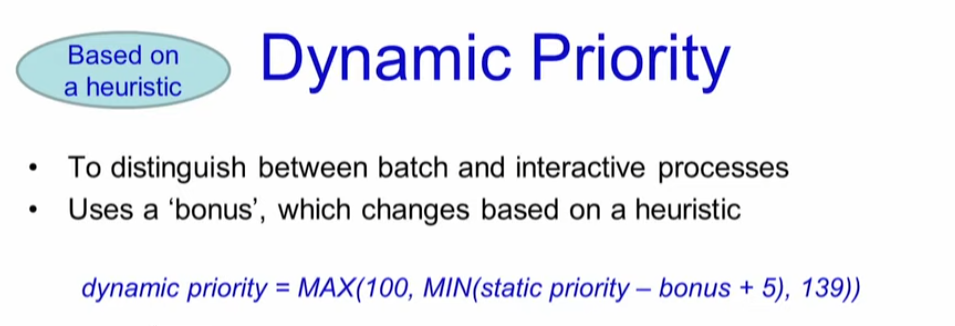 Based on
a heuristic
Dynamic Priority
• To distinguish between batch and interactive processes
• Uses a ‘bonus’, which changes based on a heuristic
dynamic priority = MAX(100, MIN(static priority – bonus + 5), 139))